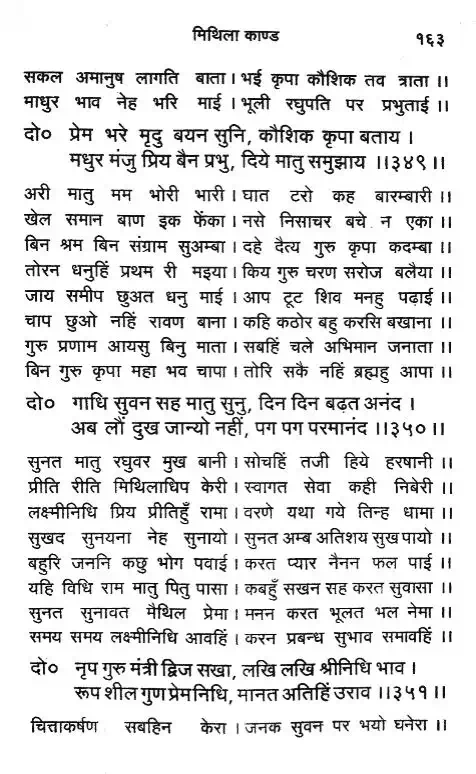 मिथिला काण्ड १६३
सकल अमानुष लागति बाता । भई कृपा कौशिक तव त्राता ।।
माधुर भाव नेह भरि माई । भूली रघुपति पर प्रभुताई ।।
दो० प्रेम भरे मृदु बयन सुनि, कौशिक कृपा बताय ।
मधुर मंजु प्रिय बैन प्रभु, दिये मातु समुझाय ।।३४९।।
अरी मातु मम भोरी भारी । घात टरो कह बारम्बारी ।।
खेल समान बाण इक फेंका । नसे निसाचर बचे न एका ।।
बिन श्रम बिन संग्राम सुअम्बा । दहे दैत्य गुरु कृपा कदम्बा ।।
तोरन धनुहिं प्रथम री मइया । किय गुरु चरण सरोज बलैया ।।
जाय समीप छुअत धनु माई । आप टूट शिव मनहु पढ़ाई ।।
चाप छुओ नहिं रावण बाना । कहि कठोर बहु करसि बखाना ।।
गुरु प्रणाम आयसु बिनु माता । सबहिं चले अभिमान जनाता ।।
बिन गुरु कृपा महा भव चापा । तोरि सकै नहिं ब्रह्महु आपा ।।
दो० गाधि सुवन सह मातु सुनु, दिन दिन बढ़त अनंद ।
अब लौं दुख जान्यो नहीं, पग पग परमानंद ।।३५०।।
सुनत मातु रघुवर मुख बानी । सोचहिं तजी हिये हरषानी ।।
प्रीति रीति मिथिलाधिप केरी । स्वागत सेवा कही निबेरी ।।
लक्ष्मीनिधि प्रिय प्रीतिहुँ रामा । वरणे यथा गये तिन्ह धामा ।।
सुखद सुनयना नेह सुनायो । सुनत अम्ब अतिशय सुख पायो ।।
बहुरि जननि कछु भोग पवाई । करत प्यार नैनन फल पाई ।।
यहि विधि राम मातु पितु पासा । कबहुँ सखन सह करत सुवासा ।।
सुनत सुनावत मैथिल प्रेमा । मनन करत भूलत भल नेमा ।।
समय समय लक्ष्मीनिधि आवहिं । करन प्रबन्ध सुभाव समावहिं ।।
दो० नृप गुरु मंत्री द्विज सखा, लखि लखि श्रीनिधि भाव ।
रूप शील गुण प्रेमनिधि, मानत अतिहिं उराव ।।३५१।।
चित्ताकर्षण सबहिन केरा । जनक सुवन पर भयो घनेरा ।।